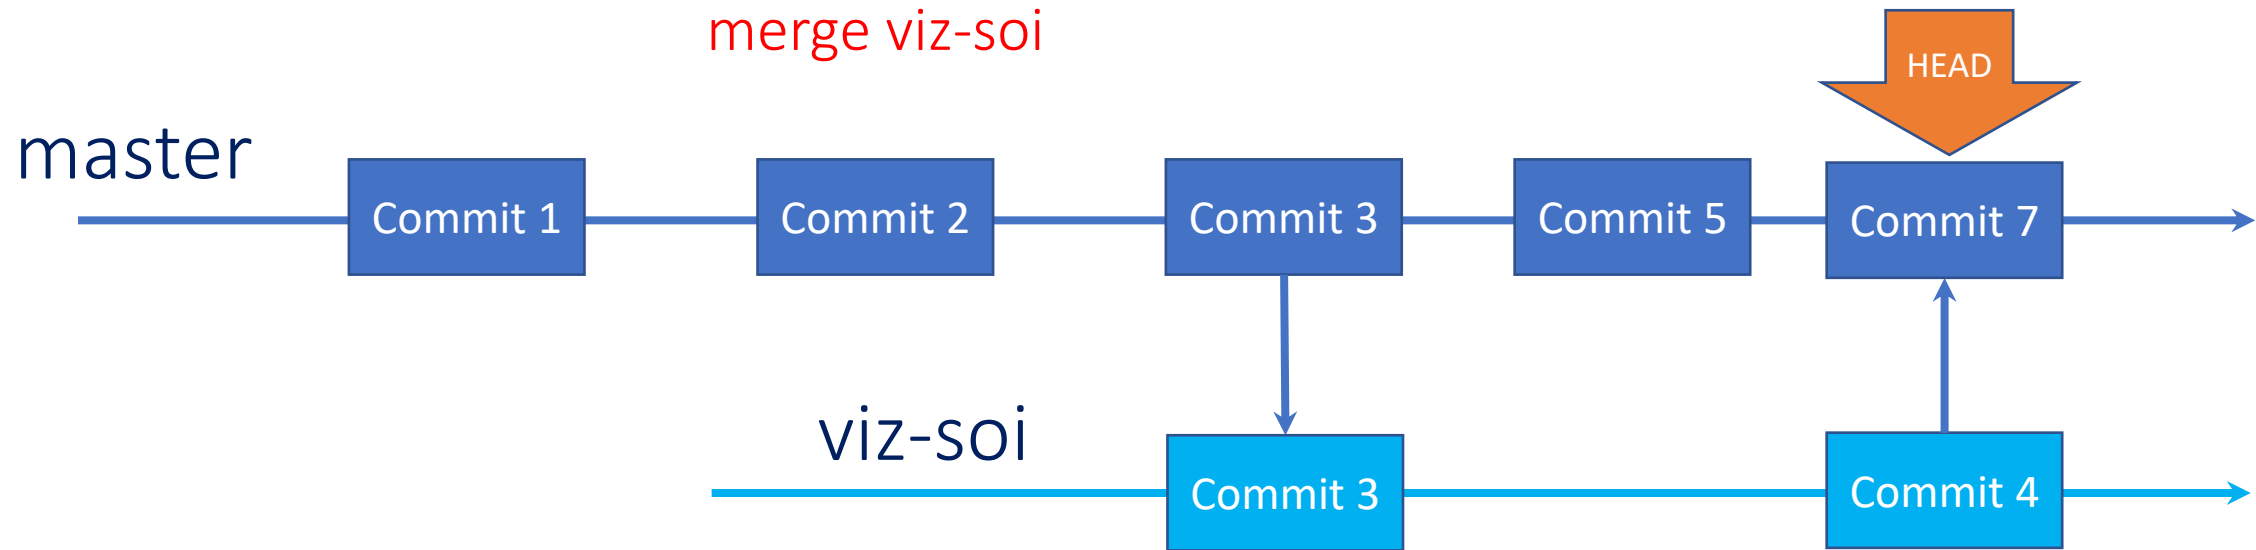 merge viz-soi
HEAD
master
Commit 1
Commit 2
Commit 3
Commit 5
Commit 7
viz-soi
Commit 3
Commit 4